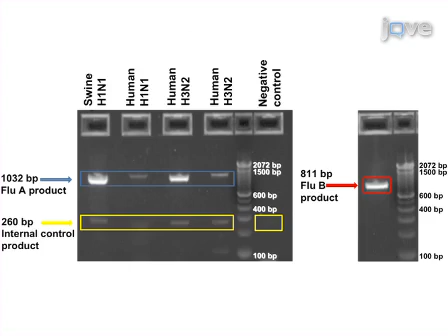 jove
Swine H1N1
Human H1N1
Human H3N2
Human H3N2
Negative control
1032 bp
Flu A product
260 bp
Internal control
product
2072 bp
1500 bp
600 bp
400 bp
100 bp
811 bp
Flu B
product
2072 bp
1500 bp
600 bp
400 bp
100 bp